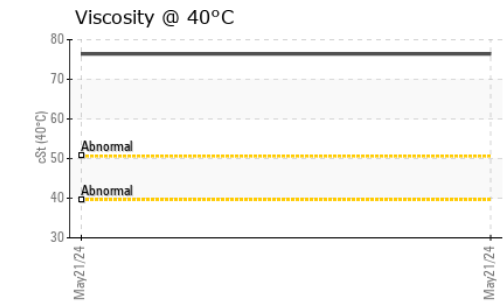 Viscosity @ 40°C
80
70
60
50
40
30
cSt (40°C)
Abnormal
Abnormal
May21/24
May21/24